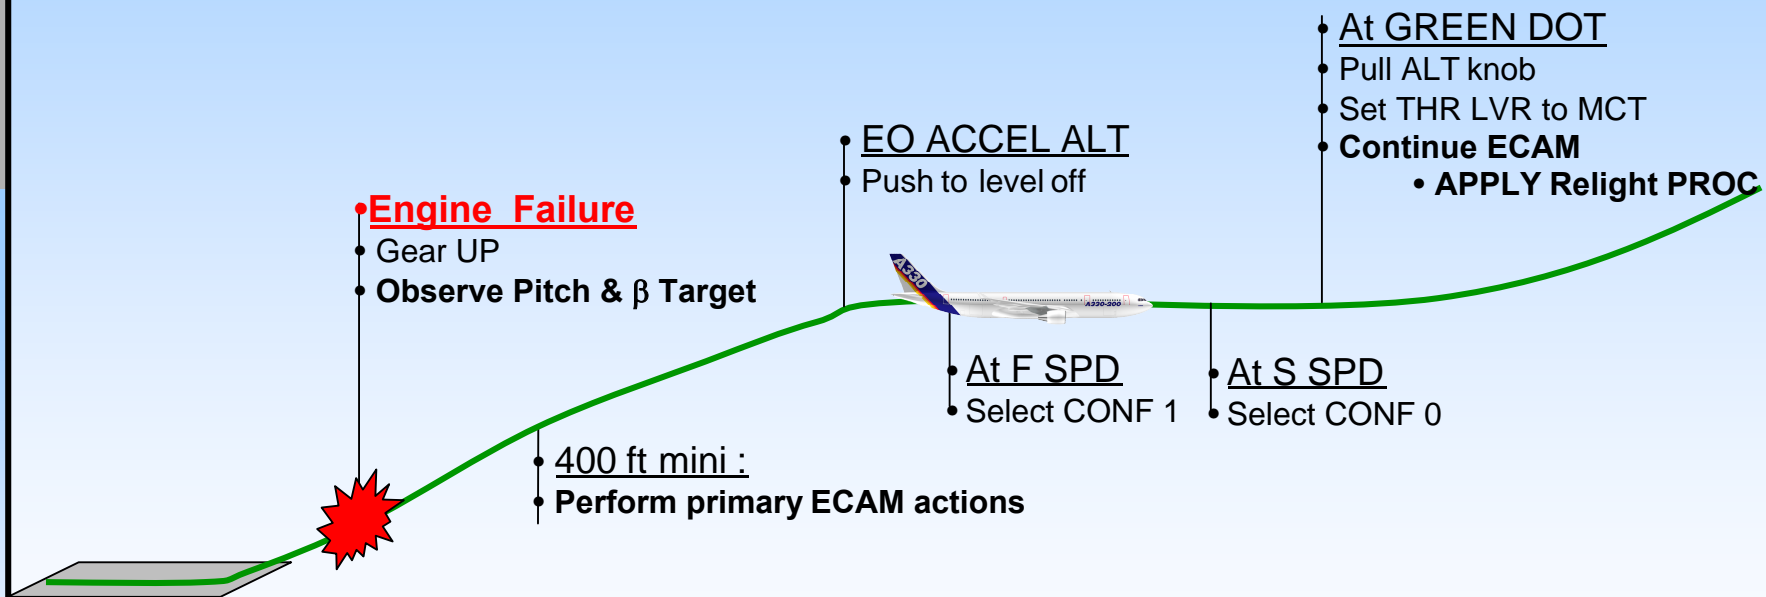 • Engine Failure
• Gear UP
• Observe Pitch & β Target
• 400 ft mini :
• Perform primary ECAM actions
• EO ACCEL ALT
• Push to level off
A330
A330-200
• At F SPD
• Select CONF 1
• At S SPD
• Select CONF 0
• At GREEN DOT
• Pull ALT knob
• Set THR LVR to MCT
• Continue ECAM
• APPLY Relight PROC